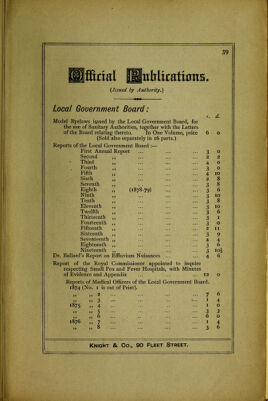 39
Official Publications.
(Issued by Authority.)
Local Government Board:
s. d.
Model Byelaws issued by the Local Government Board, for
the use of Sanitary Authorities, together with the Letters
of the Board relating thereto. In One Volume, price 6 0
(Sold also separately in 16 parts.)
Reports of the Local Government Board:—
First Annual Report ... 3 0
Second ,, ... 2 2
Third ,, ... 4 0
Fourth ,, ... 3 0
Fifth ,, ... 4 10
Sixth ,, ... 2 8
Seventh ,, ... 3 8
Eighth ,, (1878-79) ... 3 6
Ninth ,, ... 3 10
Tenth ,, ... 3 8
Eleventh ,, ... 3 10
Twelfth ,, ... 3 6
Thirteenth ,, ... 3 1
Fourteenth ,, ... 3 0
Fifteenth ,, ... 2 11
Sixteenth ,, ... 3 9
Seventeenth ,, ... 2 4
Eighteenth ,, ... 3 6
Nineteenth ,, ...
Dr. Ballard's Report on Effluvium Nuisances ... 4 6
Report of the Royal Commissioner appointed to inquire
respecting Small Pox and Fever Hospitals, with Minutes
of Evidence and Appendix ... 12 0
Reports of Medical Officers of the Local Government Board.
1874 (No. 1 is out of Print).
,, ,, 2 ... 7 6
,, ,, 3 ... 1 4
1875 ,, 4 ... 1 0
,, ,, 5 ... 3 3
,, ,, 6 ... 6 0
1876 ,, 7 ... 1 4
,, ,, 8 ... 3 6
KNIGHT & CO., 90 FLEET STREET.